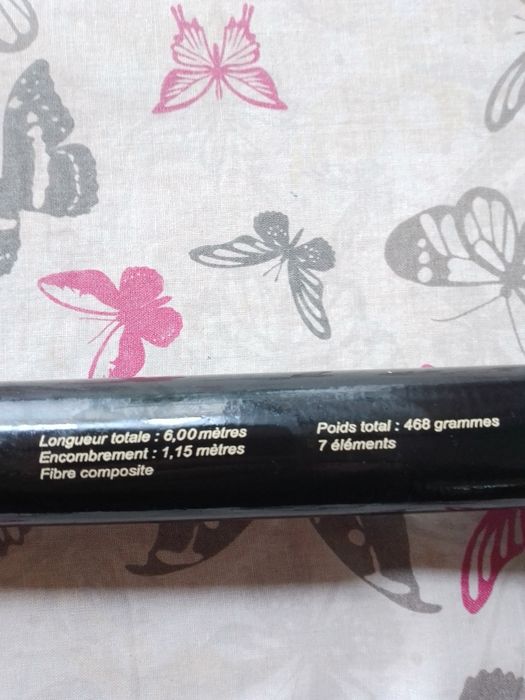 Longueur totale : 6,00 mètres
Encombrement : 1,15 mètres
Fibre composite
Poids total : 468 grammes
7 éléments